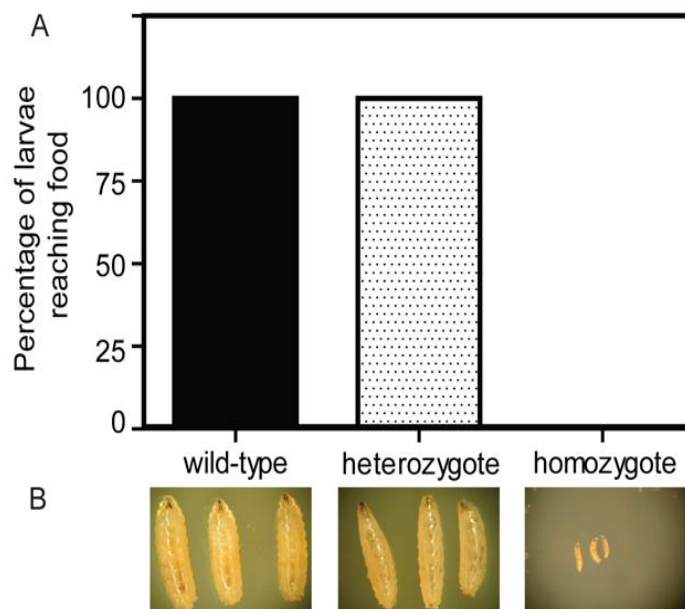 A
Percentage of larvae
reaching food
100
75
50
25
0
wild-type
heterozygote
homozygote
B